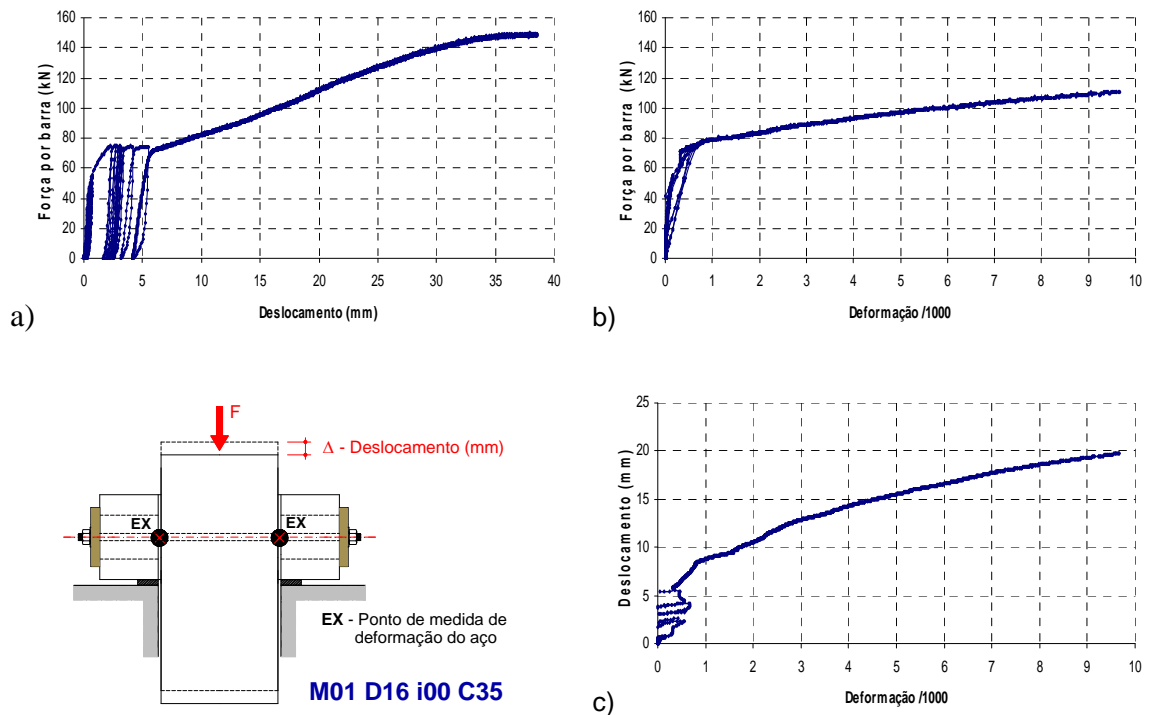 160
140
120
100
80
60
40
20
0
Força por barra (kN)
0 5 10 15 20 25 30 35 40
Deslocamento (mm)
a)
160
140
120
100
80
60
40
20
0
Força por barra (kN)
0 1 2 3 4 5 6 7 8 9 10
Deformação /1000
b)
F
Δ - Deslocamento (mm)
EX
EX
EX - Ponto de medida de
deformação do aço
M01 D16 i00 C35
25
20
15
10
5
0
Deslocamento (mm)
0 1 2 3 4 5 6 7 8 9 10
Deformação /1000
c)